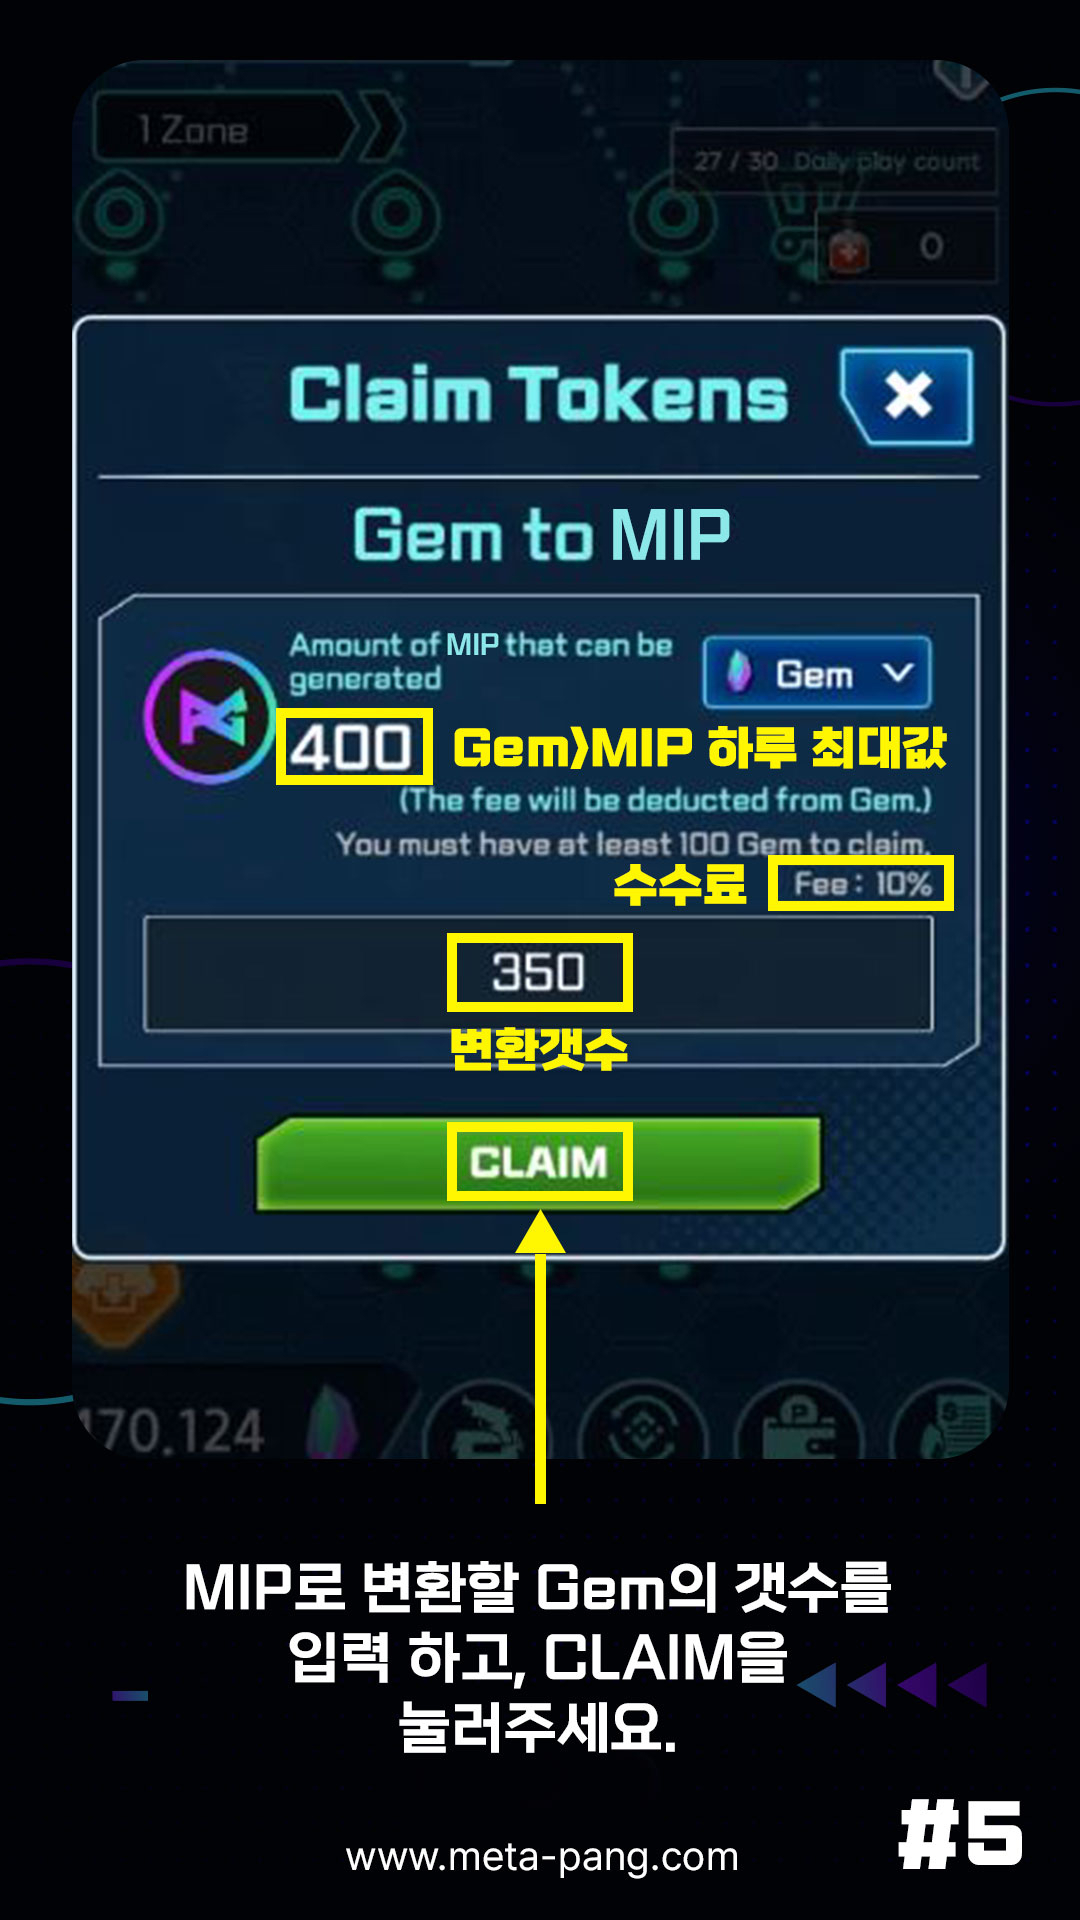 1 Zone
27 / 30 Daily play count
0
Claim Tokens
Gem to MIP
Amount of MIP that can be
generated
Gem
400
Gem>MIP 하루 최대값
(The fee will be deducted from Gem.)
You must have at least 100 Gem to claim.
수수료
Fee : 10%
350
변환갯수
CLAIM
170,124
MIP로 변환할 Gem의 갯수를
입력 하고, CLAIM을
눌러주세요.
#5
www.meta-pang.com